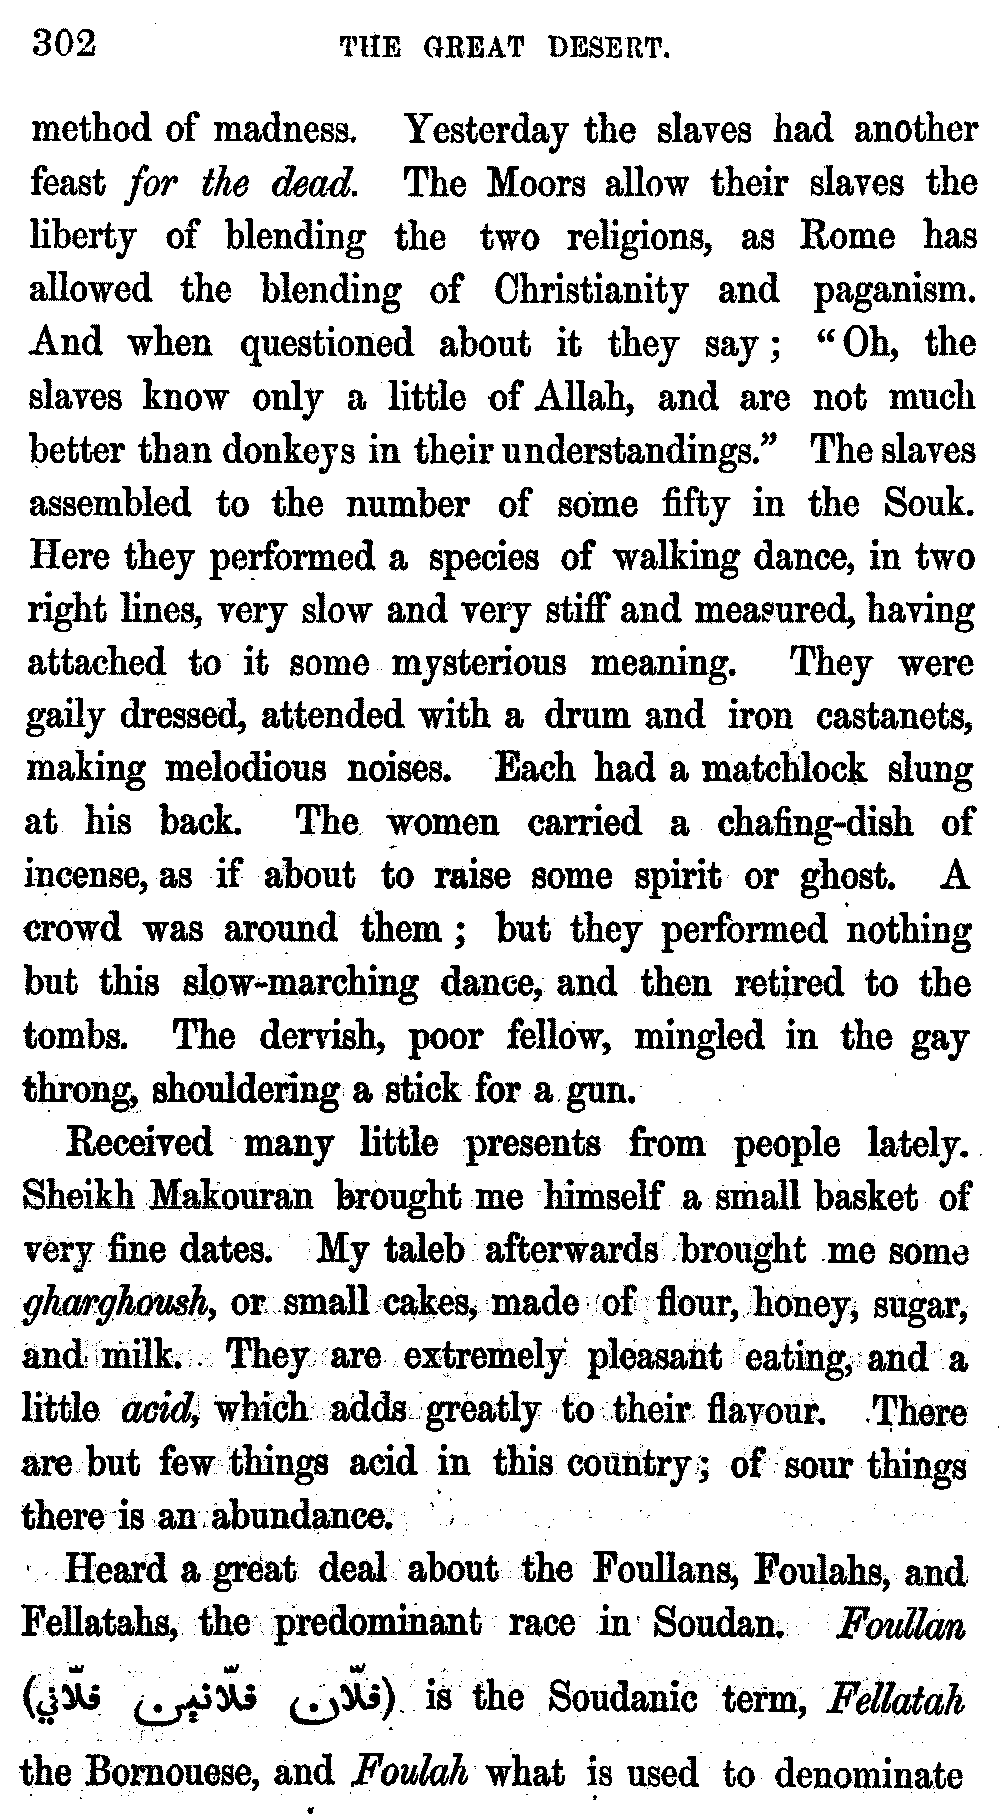 302 THE GREAT DESERT.
method of madness. Yesterday the slaves had another
feast for the dead. The Moors allow their slaves the
liberty of blending the two religions, as Rome has
allowed the blending of Christianity and paganism.
And when questioned about it they say; “Oh, the
slaves know only a little of Allah, and are not much
better than donkeys in their understandings.” The slaves
assembled to the number of some fifty in the Souk.
Here they performed a species of walking dance, in two
right lines, very slow and very stiff and measured, having
attached to it some mysterious meaning. They were
gaily dressed, attended with a drum and iron castanets,
making melodious noises. Each had a matchlock slung
at his back. The women carried a chafing-dish of
incense, as if about to raise some spirit or ghost. A
crowd was around them; but they performed nothing
but this slow-marching dance, and then retired to the
tombs. The dervish, poor fellow, mingled in the gay
throng, shouldering a stick for a gun.
Received many little presents from people lately.
Sheikh Makouran brought me himself a small basket of
very fine dates. My taleb afterwards brought me some
gharghoush, or small cakes, made of flour, honey, sugar,
and milk. They are extremely pleasant eating, and a
little acid, which adds greatly to their flavour. There
are but few things acid in this country; of sour things
there is an abundance.
Heard a great deal about the Foullans, Foulahs, and
Fellatahs, the predominant race in Soudan. Foullan
(فلّان فلّانين فلّاني) is the Soudanic term, Fellatah
the Bornouese, and Foulah what is used to denominate